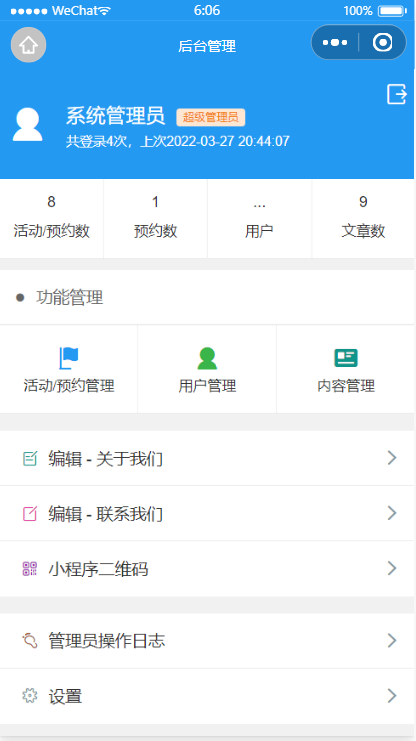 WeChat
6:06
100%
后台管理
系统管理员 超级管理员
共登录4次，上次2022-03-27 20:44:07
8 1 ... 9
活动/预约数 预约数 用户 文章数
功能管理
活动/预约管理 用户管理 内容管理
编辑 - 关于我们
编辑 - 联系我们
小程序二维码
管理员操作日志
设置